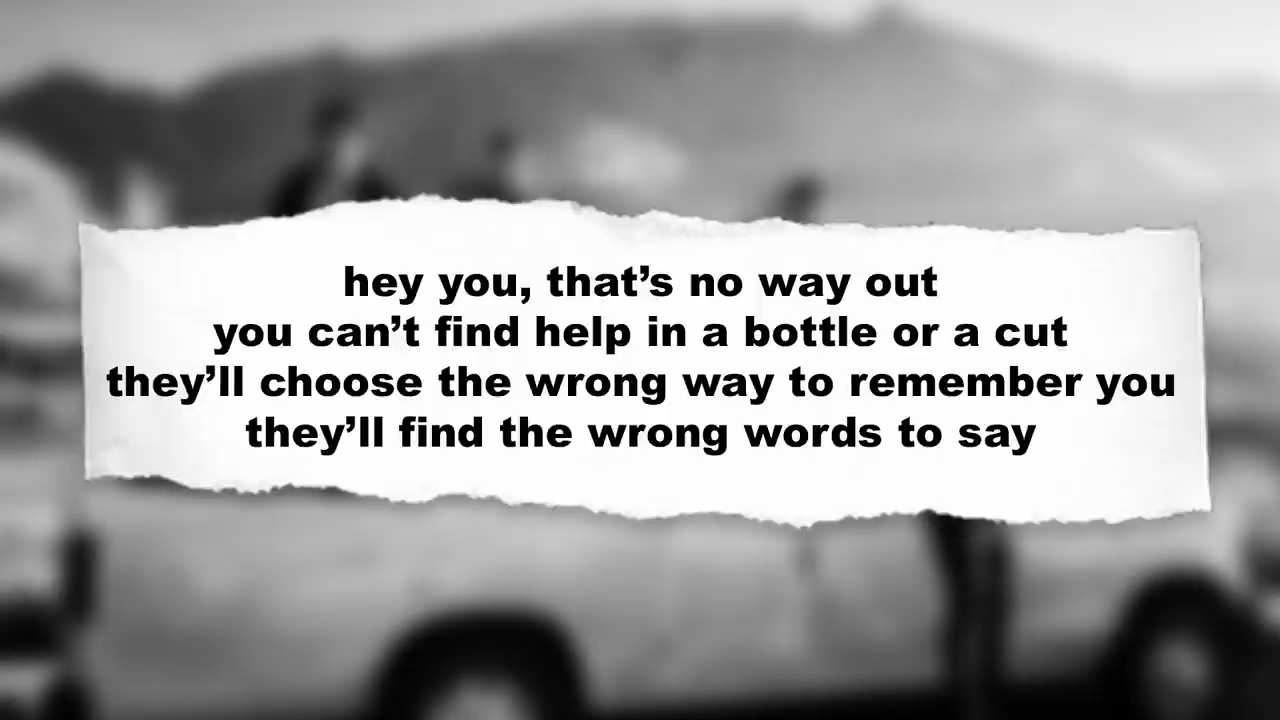 hey you, that’s no way out
you can’t find help in a bottle or a cut
they’ll choose the wrong way to remember you
they’ll find the wrong words to say